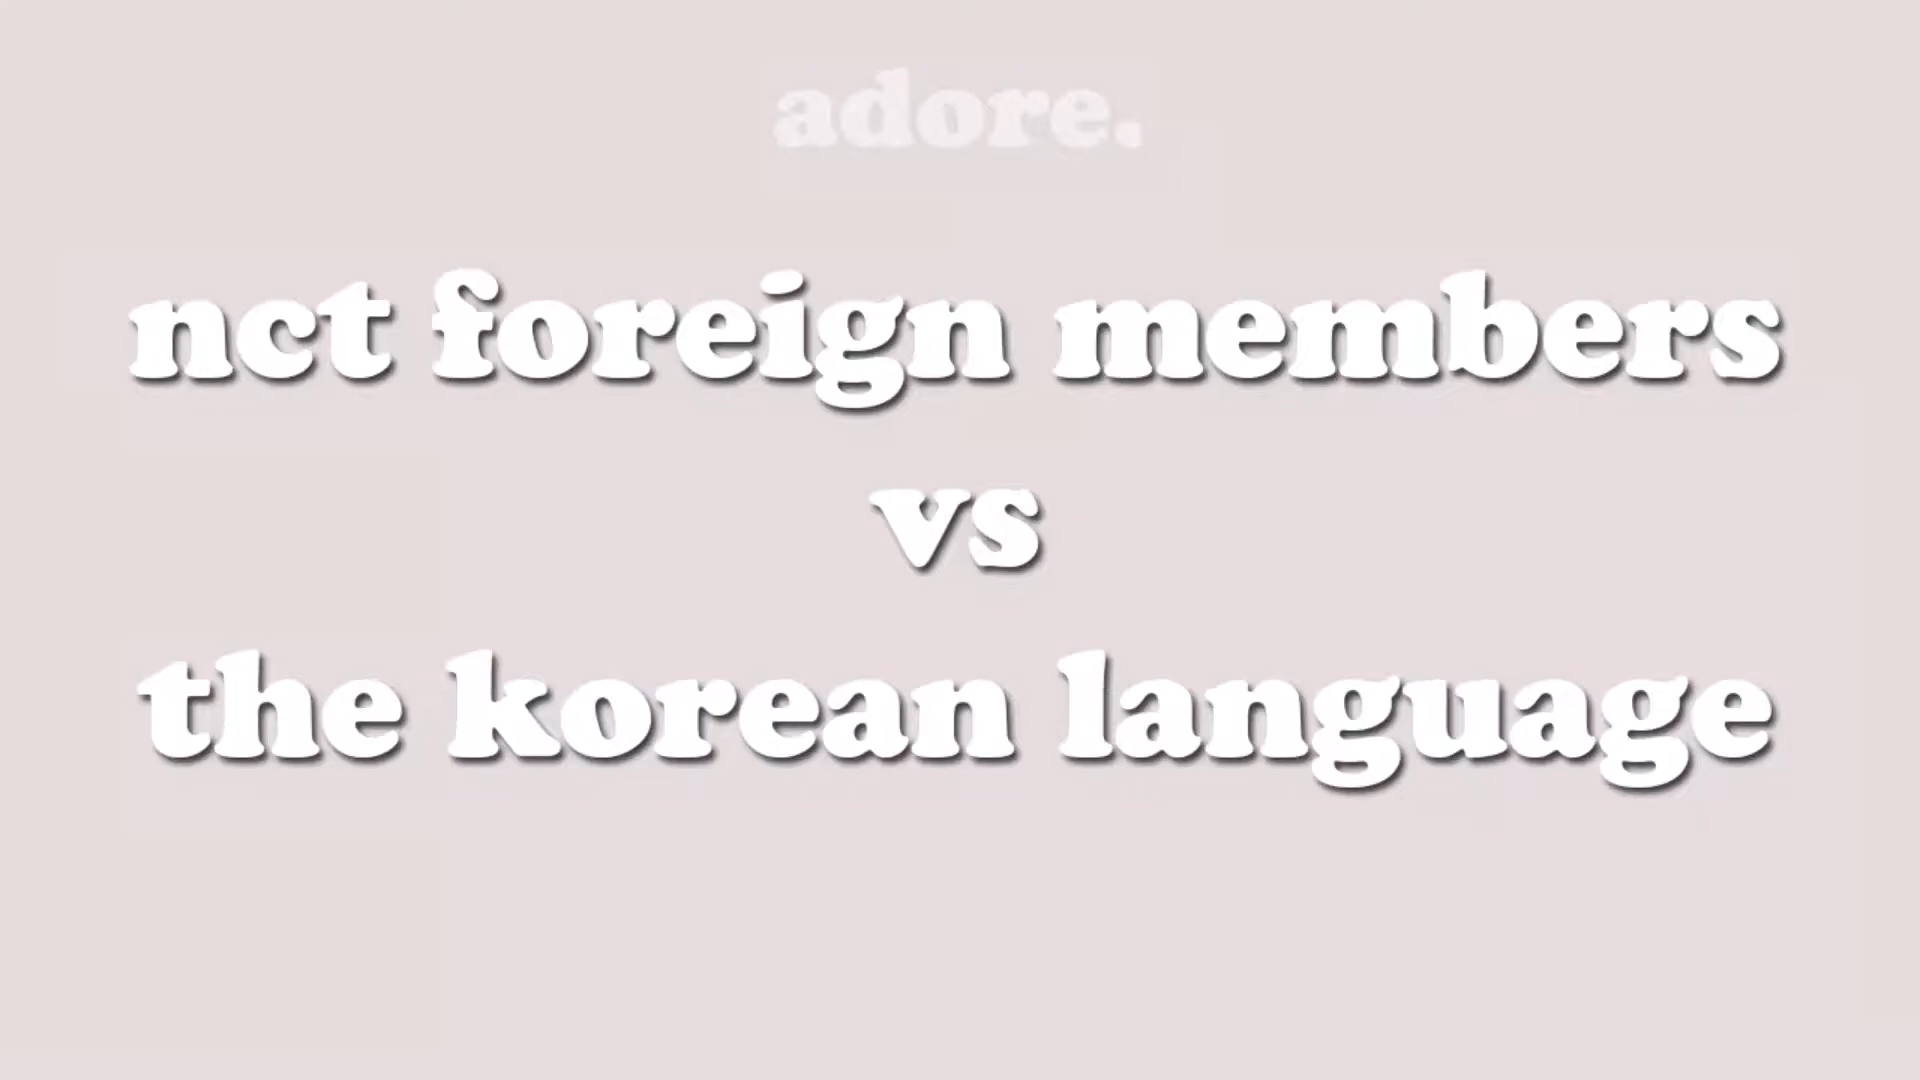 adore.
nct foreign members
vs
the korean language